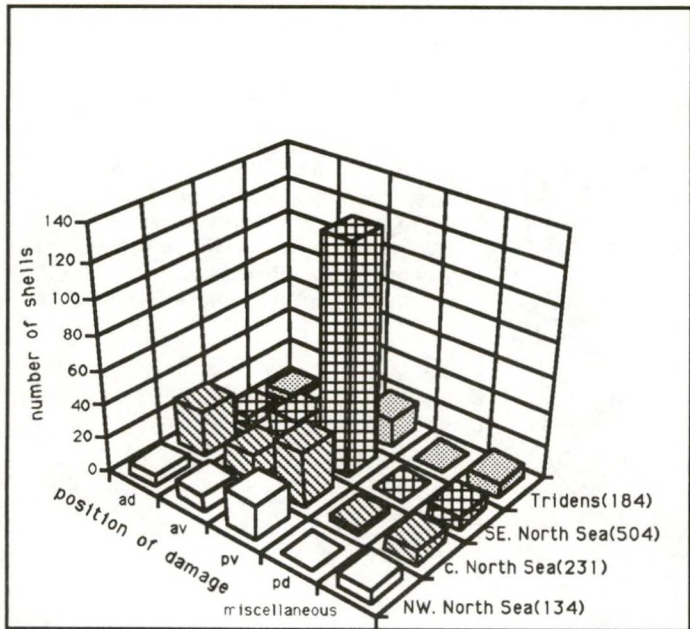 number of shells
140
120
100
80
60
40
20
0
position of damage
ad
av
pv
pd
miscellaneous
Tridens(184)
SE. North Sea(504)
c. North Sea(231)
NW. North Sea(134)